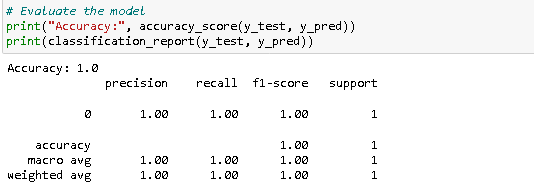 # Evaluate the model
print("Accuracy:", accuracy_score(y_test, y_pred))
print(classification_report(y_test, y_pred))
Accuracy: 1.0
precision recall f1-score support
0 1.00 1.00 1.00 1
accuracy 1.00 1
macro avg 1.00 1.00 1.00 1
weighted avg 1.00 1.00 1.00 1